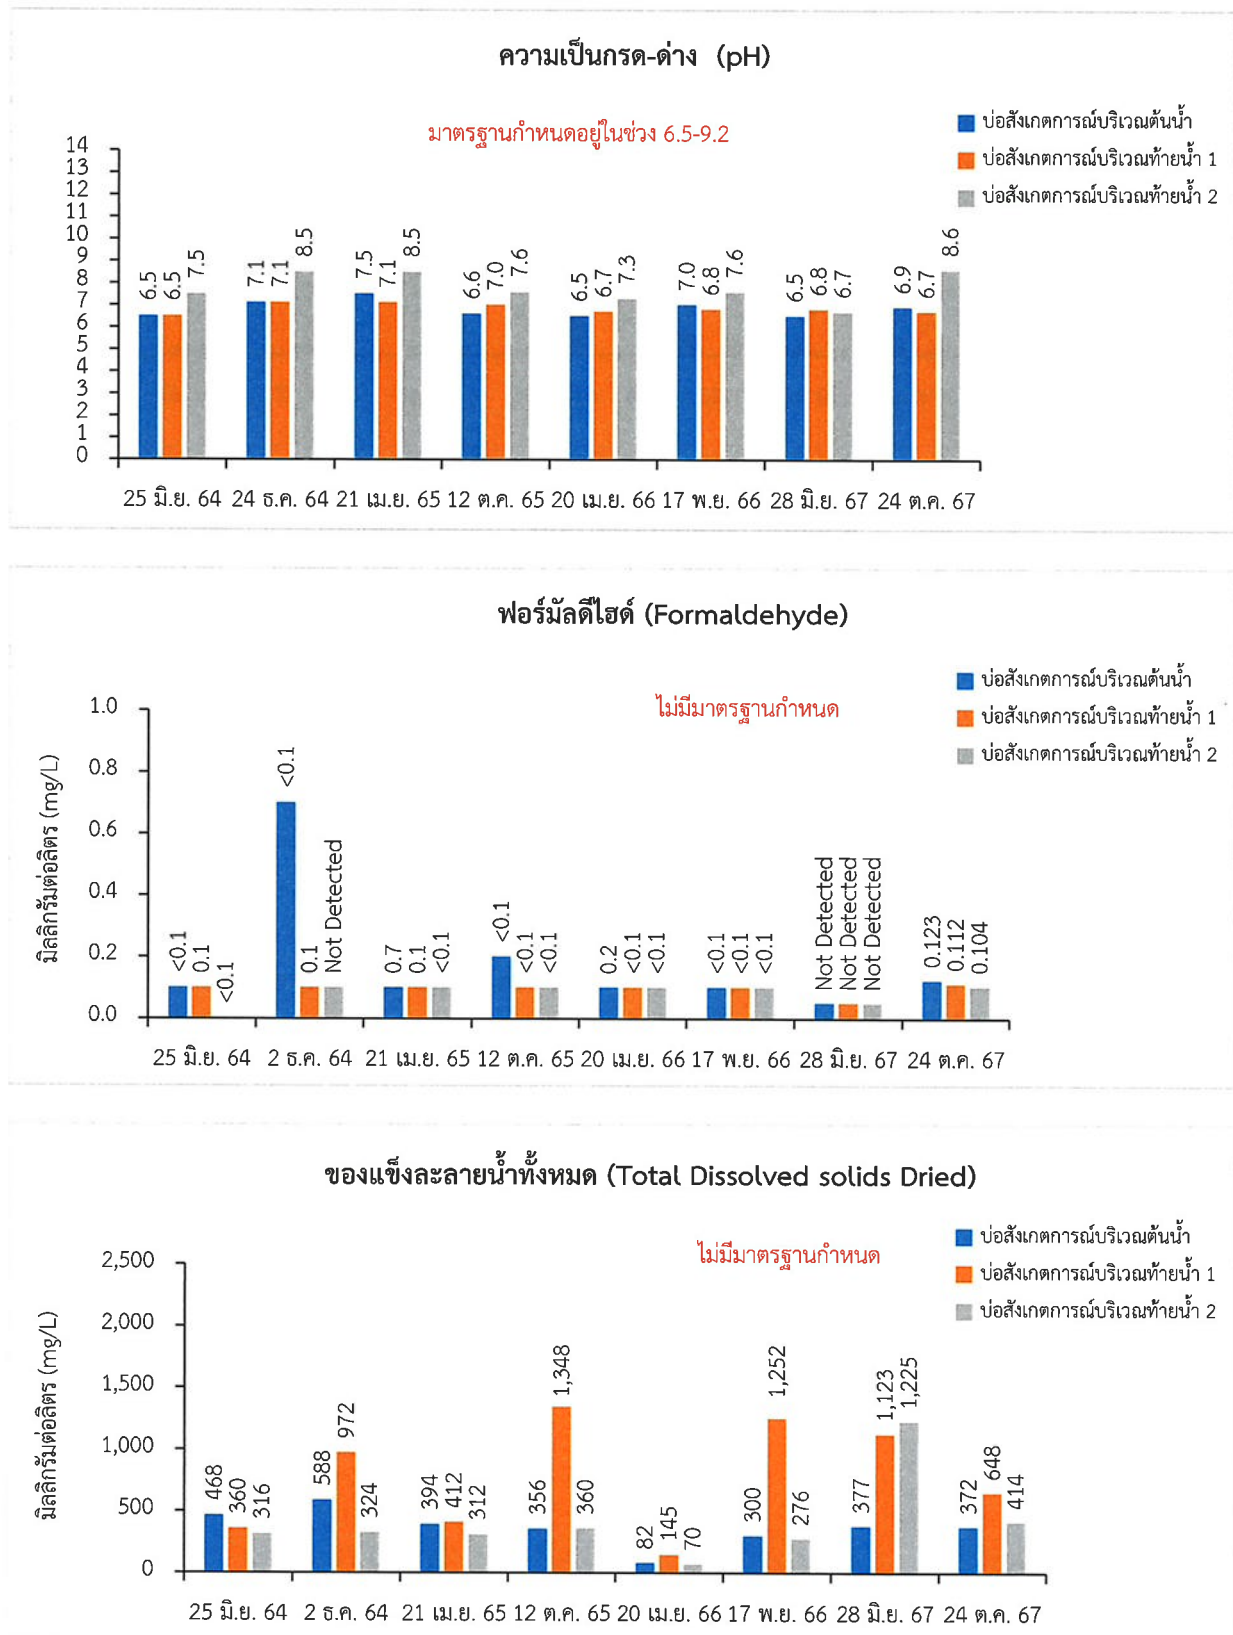 ความเป็นกรด-ด่าง (pH)
มาตรฐานกำหนดอยู่ในช่วง 6.5-9.2
บ่อสังเกตการณ์บริเวณต้นน้ำ
บ่อสังเกตการณ์บริเวณท้ายน้ำ 1
บ่อสังเกตการณ์บริเวณท้ายน้ำ 2
14
13
12
11
10
9
8
7
6
5
4
3
2
1
0
6.5 6.5 7.5 7.1 7.1 8.5 7.5 7.1 8.5 6.6 7.0 7.6 6.5 6.7 7.3 7.0 6.8 7.6 6.5 6.8 6.7 6.9 6.7 8.6
25 มิ.ย. 64 24 ธ.ค. 64 21 เม.ย. 65 12 ต.ค. 65 20 เม.ย. 66 17 พ.ย. 66 28 มิ.ย. 67 24 ต.ค. 67
ฟอร์มัลดีไฮด์ (Formaldehyde)
ไม่มีมาตรฐานกำหนด
บ่อสังเกตการณ์บริเวณต้นน้ำ
บ่อสังเกตการณ์บริเวณท้ายน้ำ 1
บ่อสังเกตการณ์บริเวณท้ายน้ำ 2
มิลลิกรัมต่อลิตร (mg/L)
1.0
0.8
0.6
0.4
0.2
0.0
<0.1 0.1 <0.1 <0.1 0.1 Not Detected 0.7 0.1 <0.1 <0.1 <0.1 <0.1 0.2 <0.1 <0.1 <0.1 <0.1 <0.1 Not Detected Not Detected Not Detected 0.123 0.112 0.104
25 มิ.ย. 64 2 ธ.ค. 64 21 เม.ย. 65 12 ต.ค. 65 20 เม.ย. 66 17 พ.ย. 66 28 มิ.ย. 67 24 ต.ค. 67
ของแข็งละลายน้ำทั้งหมด (Total Dissolved solids Dried)
ไม่มีมาตรฐานกำหนด
บ่อสังเกตการณ์บริเวณต้นน้ำ
บ่อสังเกตการณ์บริเวณท้ายน้ำ 1
บ่อสังเกตการณ์บริเวณท้ายน้ำ 2
มิลลิกรัมต่อลิตร (mg/L)
2,500
2,000
1,500
1,000
500
0
468 360 316 588 972 324 394 412 312 356 1,348 360 82 145 70 300 1,252 276 377 1,123 1,225 372 648 414
25 มิ.ย. 64 2 ธ.ค. 64 21 เม.ย. 65 12 ต.ค. 65 20 เม.ย. 66 17 พ.ย. 66 28 มิ.ย. 67 24 ต.ค. 67